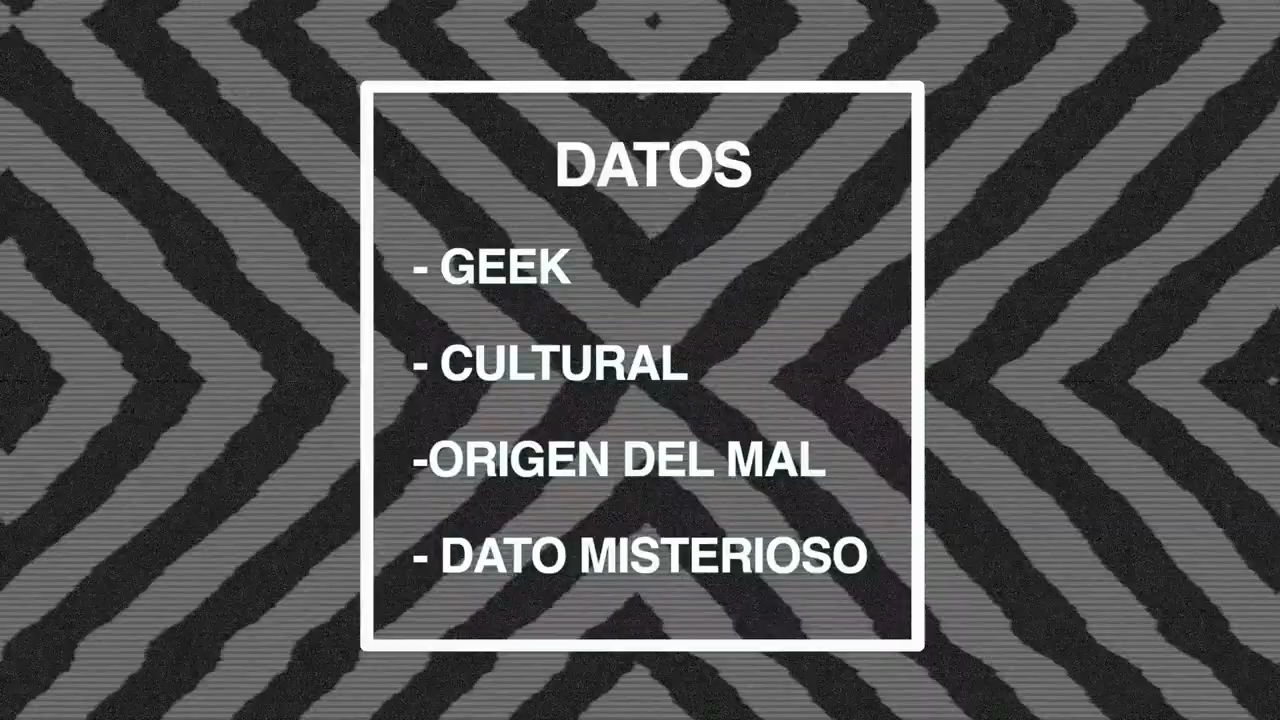 DATOS
- GEEK
- CULTURAL
-ORIGEN DEL MAL
- DATO MISTERIOSO